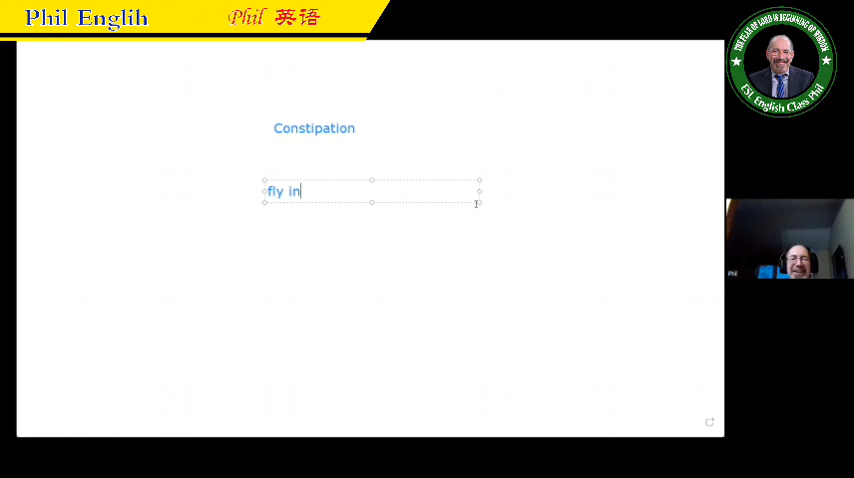 Phil Englih
Phil 英语
THE FEAR OF LORD IS BEGINNING OF WISDOM
ESL English Class Phil
Constipation
fly in
Phil